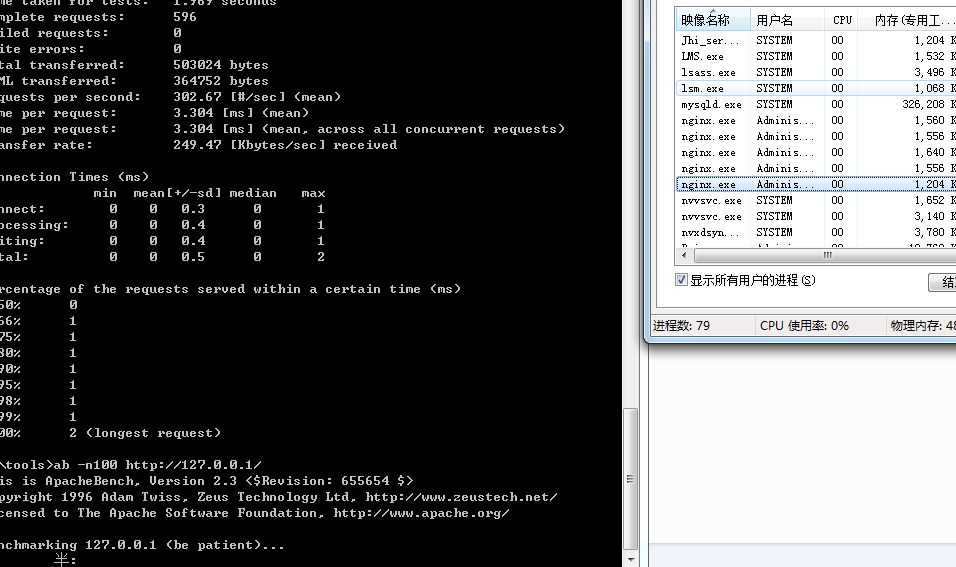 me taken for tests: 1.969 seconds
mplete requests: 596
iled requests: 0
ite errors: 0
tal transferred: 503024 bytes
ML transferred: 364752 bytes
quests per second: 302.67 [#/sec] (mean)
me per request: 3.304 [ms] (mean)
me per request: 3.304 [ms] (mean, across all concurrent requests)
ansfer rate: 249.47 [Kbytes/sec] received
nnection Times (ms)
min mean[+/-sd] median max
nnect: 0 0 0.3 0 1
ocessing: 0 0 0.4 0 1
iting: 0 0 0.4 0 1
tal: 0 0 0.5 0 2
rcentage of the requests served within a certain time (ms)
50% 0
66% 1
75% 1
80% 1
90% 1
95% 1
98% 1
99% 1
00% 2 (longest request)
\tools>ab -n100 http://127.0.0.1/
is is ApacheBench, Version 2.3 <$Revision: 655654 $>
pyright 1996 Adam Twiss, Zeus Technology Ltd, http://www.zeustech.net/
censed to The Apache Software Foundation, http://www.apache.org/
nchmarking 127.0.0.1 (be patient)...
半:
映像名称 用户名 CPU 内存(专用工...
Jhi_ser... SYSTEM 00 1,204 K
LMS.exe SYSTEM 00 1,532 K
lsass.exe SYSTEM 00 3,496 K
lsm.exe SYSTEM 00 1,068 K
mysqld.exe SYSTEM 00 326,208 K
nginx.exe Adminis... 00 1,560 K
nginx.exe Adminis... 00 1,556 K
nginx.exe Adminis... 00 1,640 K
nginx.exe Adminis... 00 1,556 K
nginx.exe Adminis... 00 1,204 K
nvvsvc.exe SYSTEM 00 1,652 K
nvvsvc.exe SYSTEM 00 3,140 K
nvxdsyn... SYSTEM 00 3,780 K
显示所有用户的进程(S)
结
进程数: 79 CPU 使用率: 0% 物理内存: 48